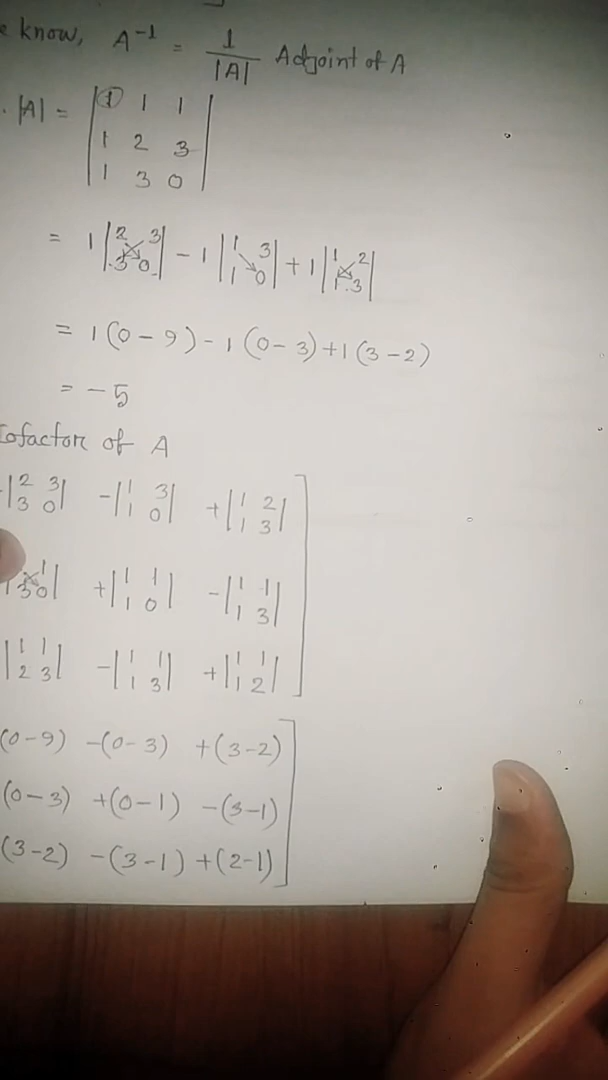 e know, A⁻¹ = 1/|A| Adjoint of A
. |A| = |1 1 1|
|1 2 3|
|1 3 0|
= 1 |2 3; 3 0| - 1 |1 3; 1 0| + 1 |1 2; 1 3|
= 1(0-9) - 1(0-3) + 1(3-2)
= -5
ofactor of A
|2 3; 3 0| -|1 3; 1 0| +|1 2; 1 3|
1; 3 0| +|1 1; 1 0| -|1 1; 1 3|
|1 1; 2 3| -|1 1; 1 3| +|1 1; 1 2|
(0-9) -(0-3) +(3-2)
(0-3) +(0-1) -(3-1)
(3-2) -(3-1) +(2-1)